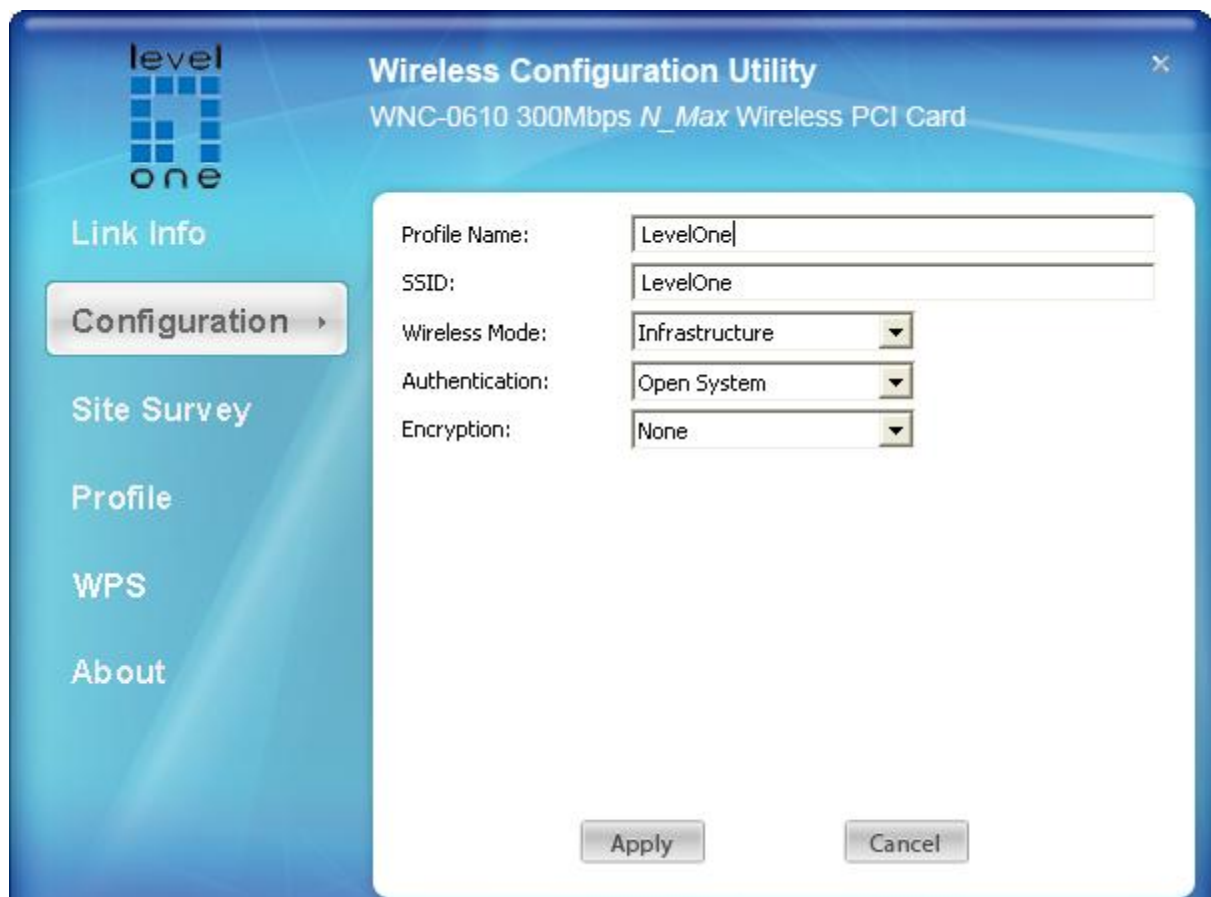 level
one
Wireless Configuration Utility
WNC-0610 300Mbps N_Max Wireless PCI Card
Link Info
Configuration
Site Survey
Profile
WPS
About
Profile Name: LevelOne
SSID: LevelOne
Wireless Mode: Infrastructure
Authentication: Open System
Encryption: None
Apply Cancel